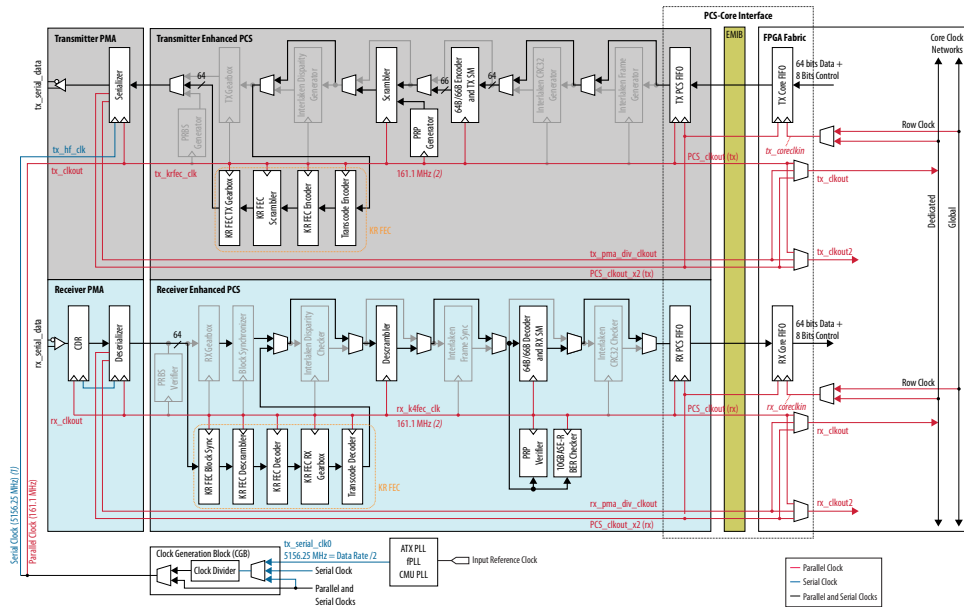 PCS-Core Interface
Transmitter PMA
Transmitter Enhanced PCS
EMIB
FPGA Fabric
Core Clock
Networks
tx_serial_data
Serializer
64
TX Gearbox
Interlaken Disparity
Generator
Scrambler
66
64B/66B Encoder
and TX SM
64
Interlaken CRC32
Generator
Interlaken Frame
Generator
TX PCS FIFO
TX Core FIFO
64 bits Data +
8 Bits Control
PRBS
Generator
PRP
Generator
Row Clock
tx_hf_clk
tx_clkout
tx_krfec_clk
161.1 MHz (2)
PCS_clkout (tx)
tx_coreclkin
tx_clkout
KR FEC TX Gearbox
KR FEC
Scrambler
KR FEC Encoder
Transcode Encoder
KR FEC
Dedicated
Global
tx_pma_div_clkout
tx_clkout2
PCS_clkout_x2 (tx)
Receiver PMA
Receiver Enhanced PCS
rx_serial_data
CDR
Deserializer
64
RX Gearbox
Block Synchronizer
Interlaken Disparity
Checker
Descrambler
Interlaken
Frame Sync
64B/66B Decoder
and RX SM
Interlaken
CRC32 Checker
RX PCS FIFO
RX Core FIFO
64 bits Data +
8 Bits Control
PRBS
Verifier
Row Clock
rx_clkout
rx_k4fec_clk
161.1 MHz (2)
PCS_clkout (rx)
rx_coreclkin
rx_clkout
KR FEC Block Sync
KR FEC Descrambler
KR FEC Decoder
KR FEC RX
Gearbox
Transcode Decoder
KR FEC
PRP
Verifier
10GBASE-R
BER Checker
rx_pma_div_clkout
rx_clkout2
PCS_clkout_x2 (rx)
Serial Clock (5156.25 MHz) (1)
Parallel Clock (161.1 MHz)
tx_serial_clk0
5156.25 MHz = Data Rate /2
Clock Generation Block (CGB)
Clock Divider
Serial Clock
Parallel and
Serial Clocks
ATX PLL
fPLL
CMU PLL
Input Reference Clock
Parallel Clock
Serial Clock
Parallel and Serial Clocks